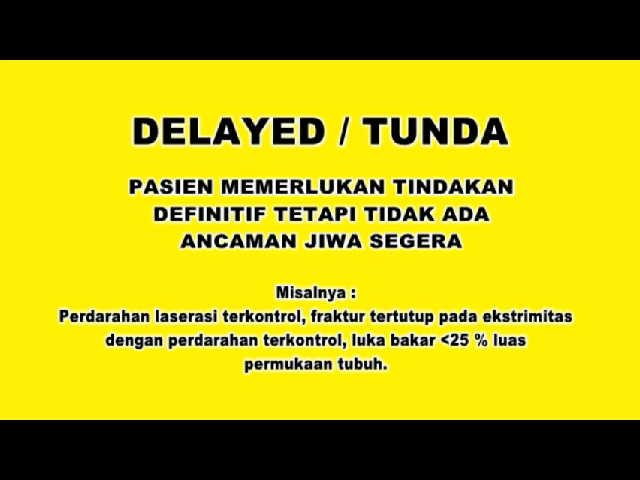 DELAYED / TUNDA
PASIEN MEMERLUKAN TINDAKAN
DEFINITIF TETAPI TIDAK ADA
ANCAMAN JIWA SEGERA
Misalnya :
Perdarahan laserasi terkontrol, fraktur tertutup pada ekstrimitas
dengan perdarahan terkontrol, luka bakar <25 % luas
permukaan tubuh.